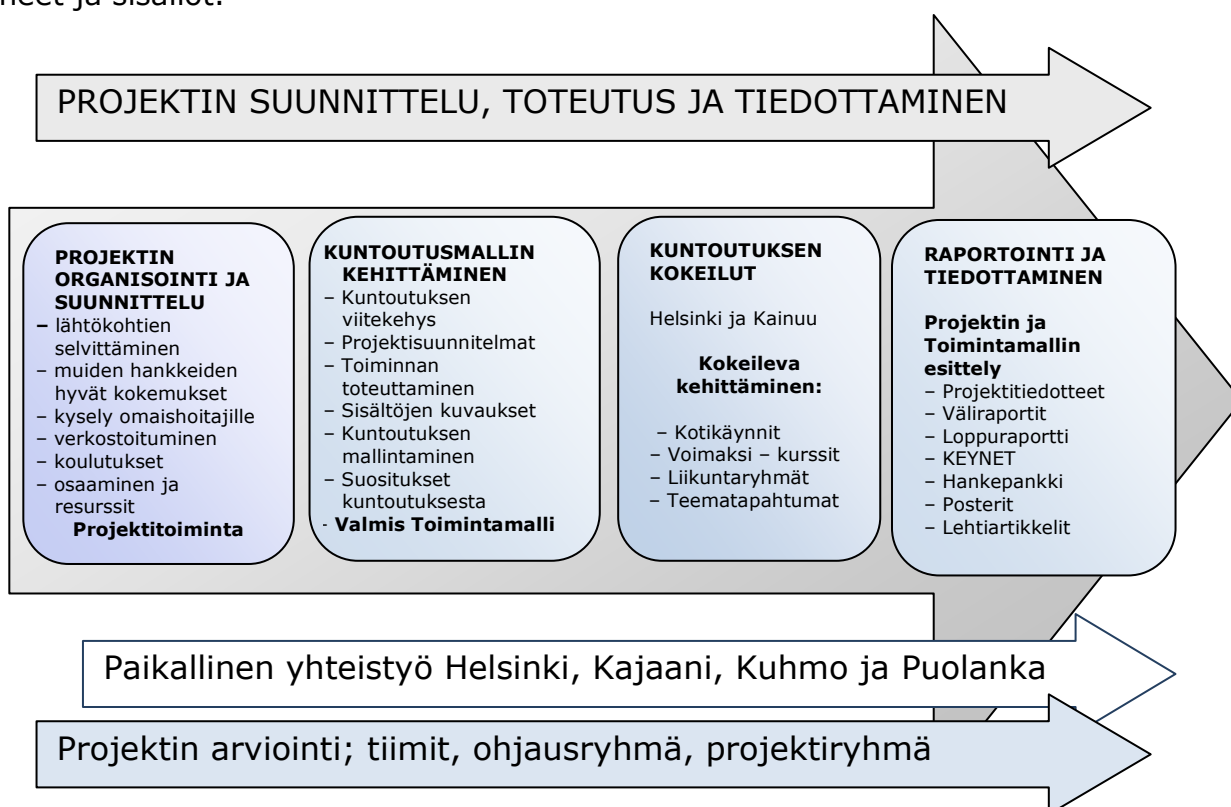 neet ja sisällöt.
PROJEKTIN SUUNNITTELU, TOTEUTUS JA TIEDOTTAMINEN
PROJEKTIN
ORGANISOINTI JA
SUUNNITTELU
– lähtökohtien
selvittäminen
– muiden hankkeiden
hyvät kokemukset
– kysely omaishoitajille
– verkostoituminen
– koulutukset
– osaaminen ja
resurssit
Projektitoiminta
KUNTOUTUSMALLIN
KEHITTÄMINEN
– Kuntoutuksen
viitekehys
– Projektisuunnitelmat
– Toiminnan
toteuttaminen
– Sisältöjen kuvaukset
– Kuntoutuksen
mallintaminen
– Suositukset
kuntoutuksesta
- Valmis Toimintamalli
KUNTOUTUKSEN
KOKEILUT
Helsinki ja Kainuu
Kokeileva
kehittäminen:
– Kotikäynnit
– Voimaksi – kurssit
– Liikuntaryhmät
– Teematapahtumat
RAPORTOINTI JA
TIEDOTTAMINEN
Projektin ja
Toimintamallin
esittely
– Projektitiedotteet
– Väliraportit
– Loppuraportti
– KEYNET
– Hankepankki
– Posterit
– Lehtiartikkelit
Paikallinen yhteistyö Helsinki, Kajaani, Kuhmo ja Puolanka
Projektin arviointi; tiimit, ohjausryhmä, projektiryhmä